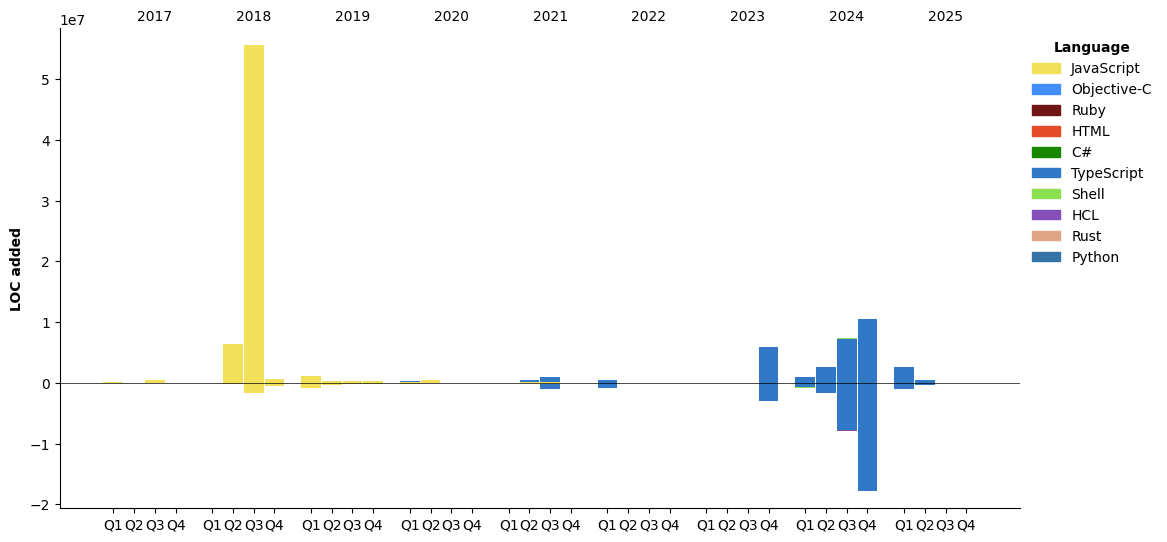 2017 2018 2019 2020 2021 2022 2023 2024 2025
1e7
5
4
3
2
1
0
−1
−2
LOC added
Q1 Q2 Q3 Q4 Q1 Q2 Q3 Q4 Q1 Q2 Q3 Q4 Q1 Q2 Q3 Q4 Q1 Q2 Q3 Q4 Q1 Q2 Q3 Q4 Q1 Q2 Q3 Q4 Q1 Q2 Q3 Q4 Q1 Q2 Q3 Q4
Language
JavaScript
Objective-C
Ruby
HTML
C#
TypeScript
Shell
HCL
Rust
Python